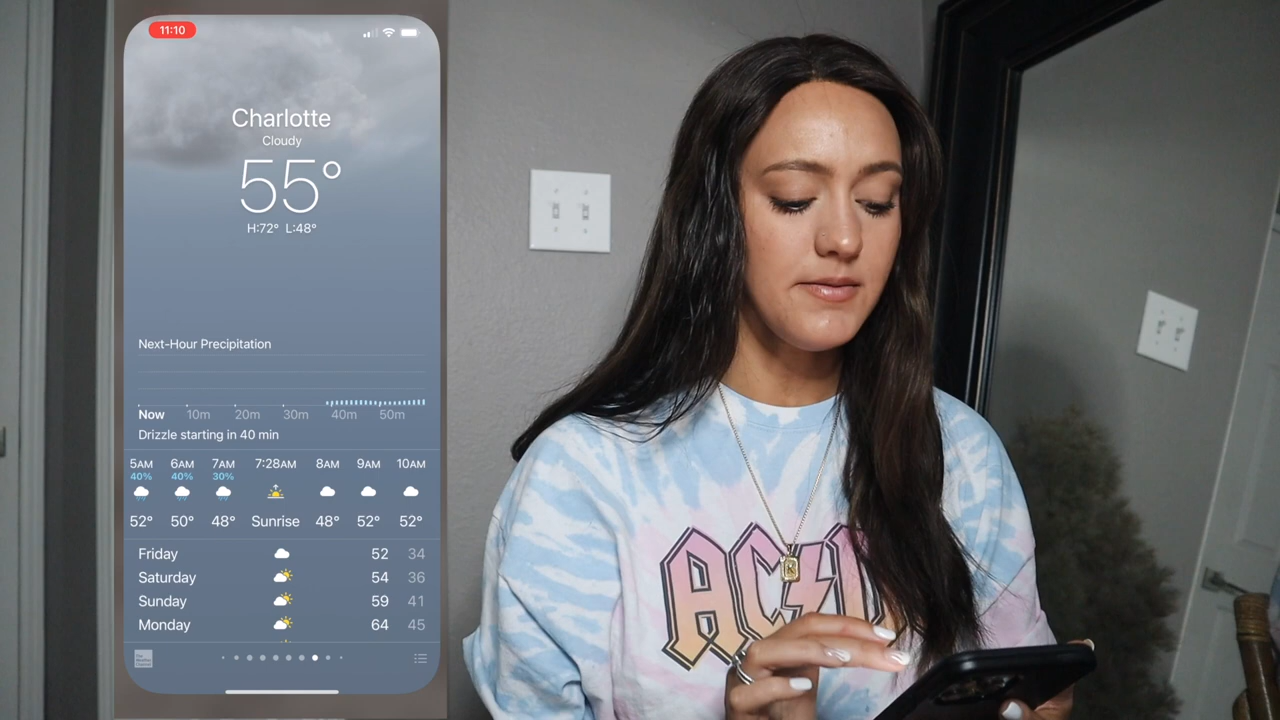 11:10
Charlotte
Cloudy
55°
H:72° L:48°
Next-Hour Precipitation
Now 10m 20m 30m 40m 50m
Drizzle starting in 40 min
5AM 6AM 7AM 7:28AM 8AM 9AM 10AM
40% 40% 30%
52° 50° 48° Sunrise 48° 52° 52°
Friday 52 34
Saturday 54 36
Sunday 59 41
Monday 64 45
AC/D
R